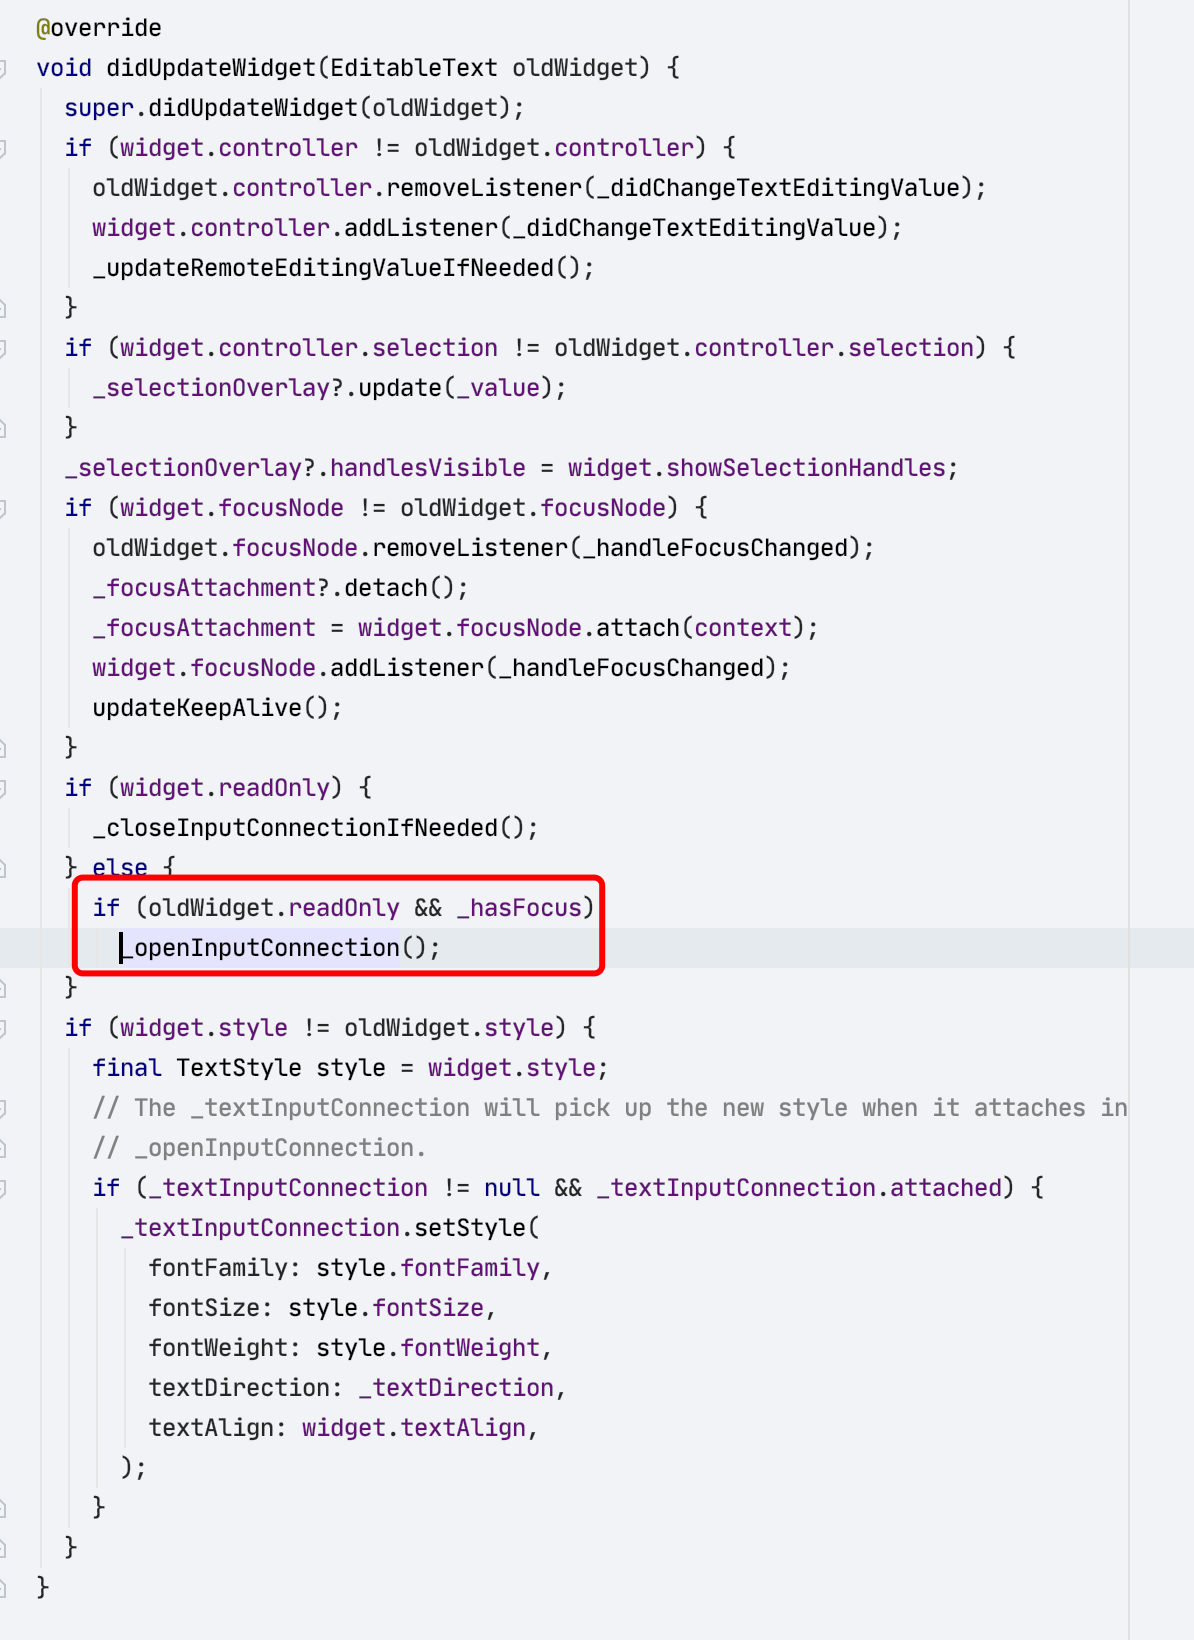 @override
void didUpdateWidget(EditableText oldWidget) {
  super.didUpdateWidget(oldWidget);
  if (widget.controller != oldWidget.controller) {
    oldWidget.controller.removeListener(_didChangeTextEditingValue);
    widget.controller.addListener(_didChangeTextEditingValue);
    _updateRemoteEditingValueIfNeeded();
  }
  if (widget.controller.selection != oldWidget.controller.selection) {
    _selectionOverlay?.update(_value);
  }
  _selectionOverlay?.handlesVisible = widget.showSelectionHandles;
  if (widget.focusNode != oldWidget.focusNode) {
    oldWidget.focusNode.removeListener(_handleFocusChanged);
    _focusAttachment?.detach();
    _focusAttachment = widget.focusNode.attach(context);
    widget.focusNode.addListener(_handleFocusChanged);
    updateKeepAlive();
  }
  if (widget.readOnly) {
    _closeInputConnectionIfNeeded();
  } else {
    if (oldWidget.readOnly && _hasFocus)
      _openInputConnection();
  }
  if (widget.style != oldWidget.style) {
    final TextStyle style = widget.style;
    // The _textInputConnection will pick up the new style when it attaches in
    // _openInputConnection.
    if (_textInputConnection != null && _textInputConnection.attached) {
      _textInputConnection.setStyle(
        fontFamily: style.fontFamily,
        fontSize: style.fontSize,
        fontWeight: style.fontWeight,
        textDirection: _textDirection,
        textAlign: widget.textAlign,
      );
    }
  }
}